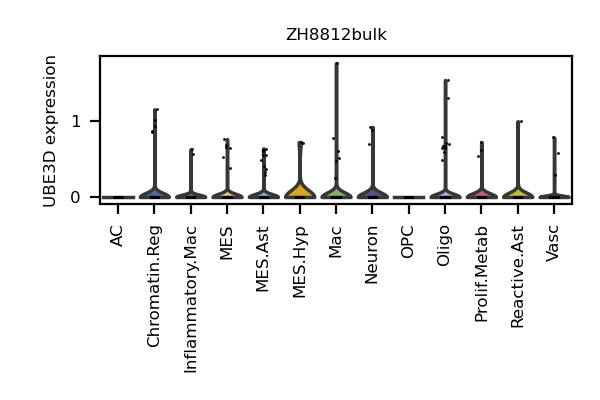 ZH8812bulk
UBE3D expression
1
0
AC
Chromatin.Reg
Inflammatory.Mac
MES
MES.Ast
MES.Hyp
Mac
Neuron
OPC
Oligo
Prolif.Metab
Reactive.Ast
Vasc